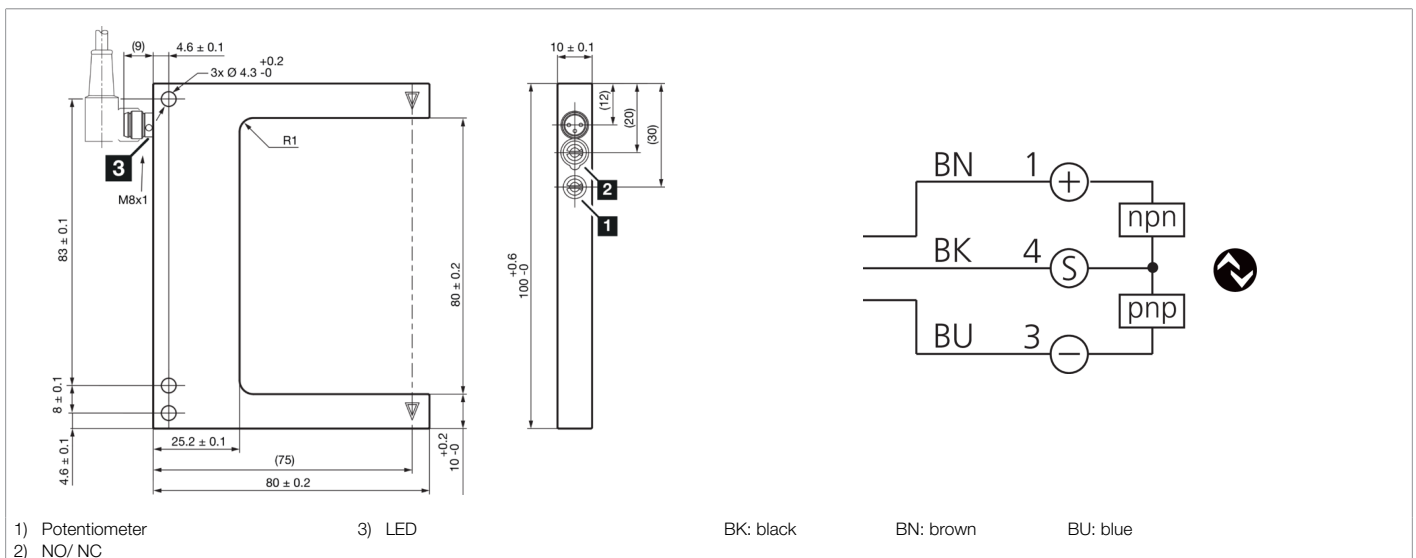 (9)
4.6 ± 0.1
3x Ø 4.3 +0.2 -0
R1
3
M8x1
83 ± 0.1
80 ± 0.2
8 ± 0.1
4.6 ± 0.1
25.2 ± 0.1
(75)
80 ± 0.2
+0.2
10 -0
10 ± 0.1
(12)
(20)
(30)
2
1
+0.6
100 -0
BN 1 + npn
BK 4 S
BU 3 − pnp
1) Potentiometer 3) LED BK: black BN: brown BU: blue
2) NO/ NC